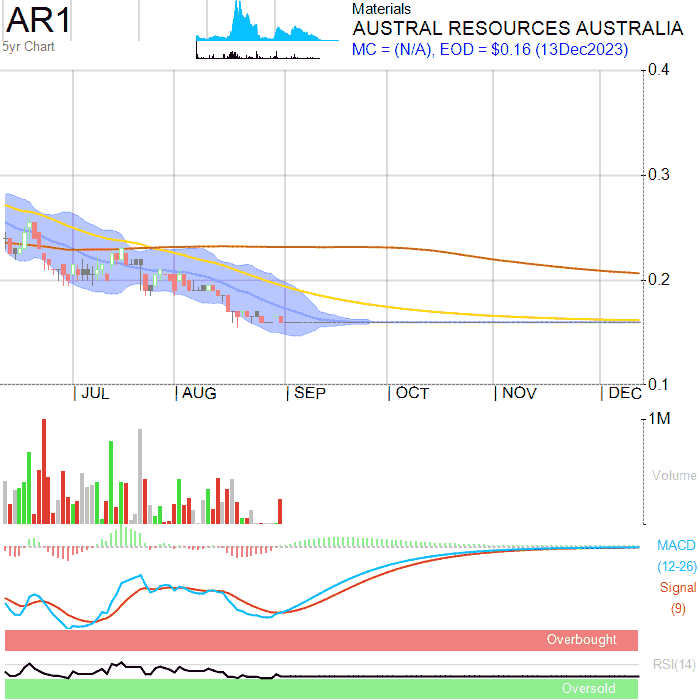 AR1
5yr Chart
Materials
AUSTRAL RESOURCES AUSTRALIA
MC = (N/A), EOD = $0.16 (13Dec2023)
0.4
0.3
0.2
0.1
JUL AUG SEP OCT NOV DEC
1M
Volume
MACD
(12-26)
Signal
(9)
Overbought
RSI(14)
Oversold